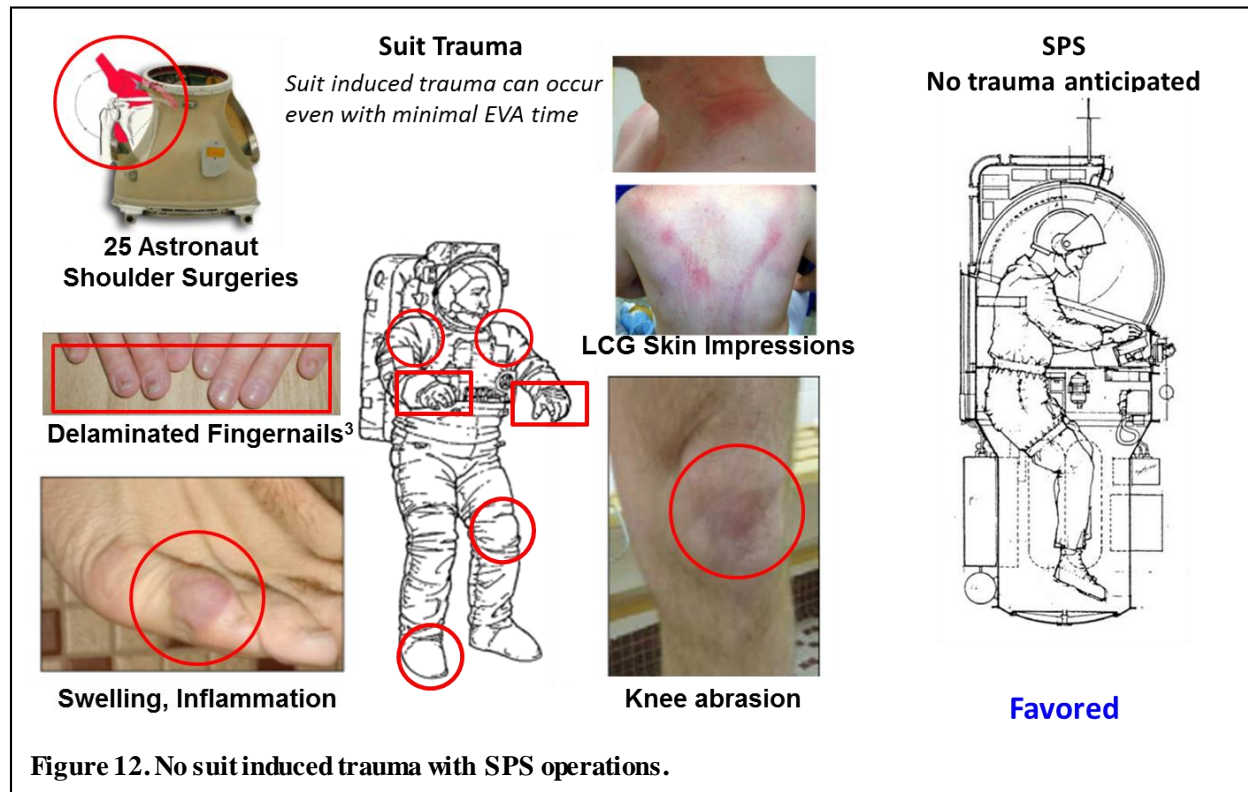 Suit Trauma
Suit induced trauma can occur
even with minimal EVA time
25 Astronaut
Shoulder Surgeries
Delaminated Fingernails³
Swelling, Inflammation
LCG Skin Impressions
Knee abrasion
SPS
No trauma anticipated
Favored
Figure 12. No suit induced trauma with SPS operations.